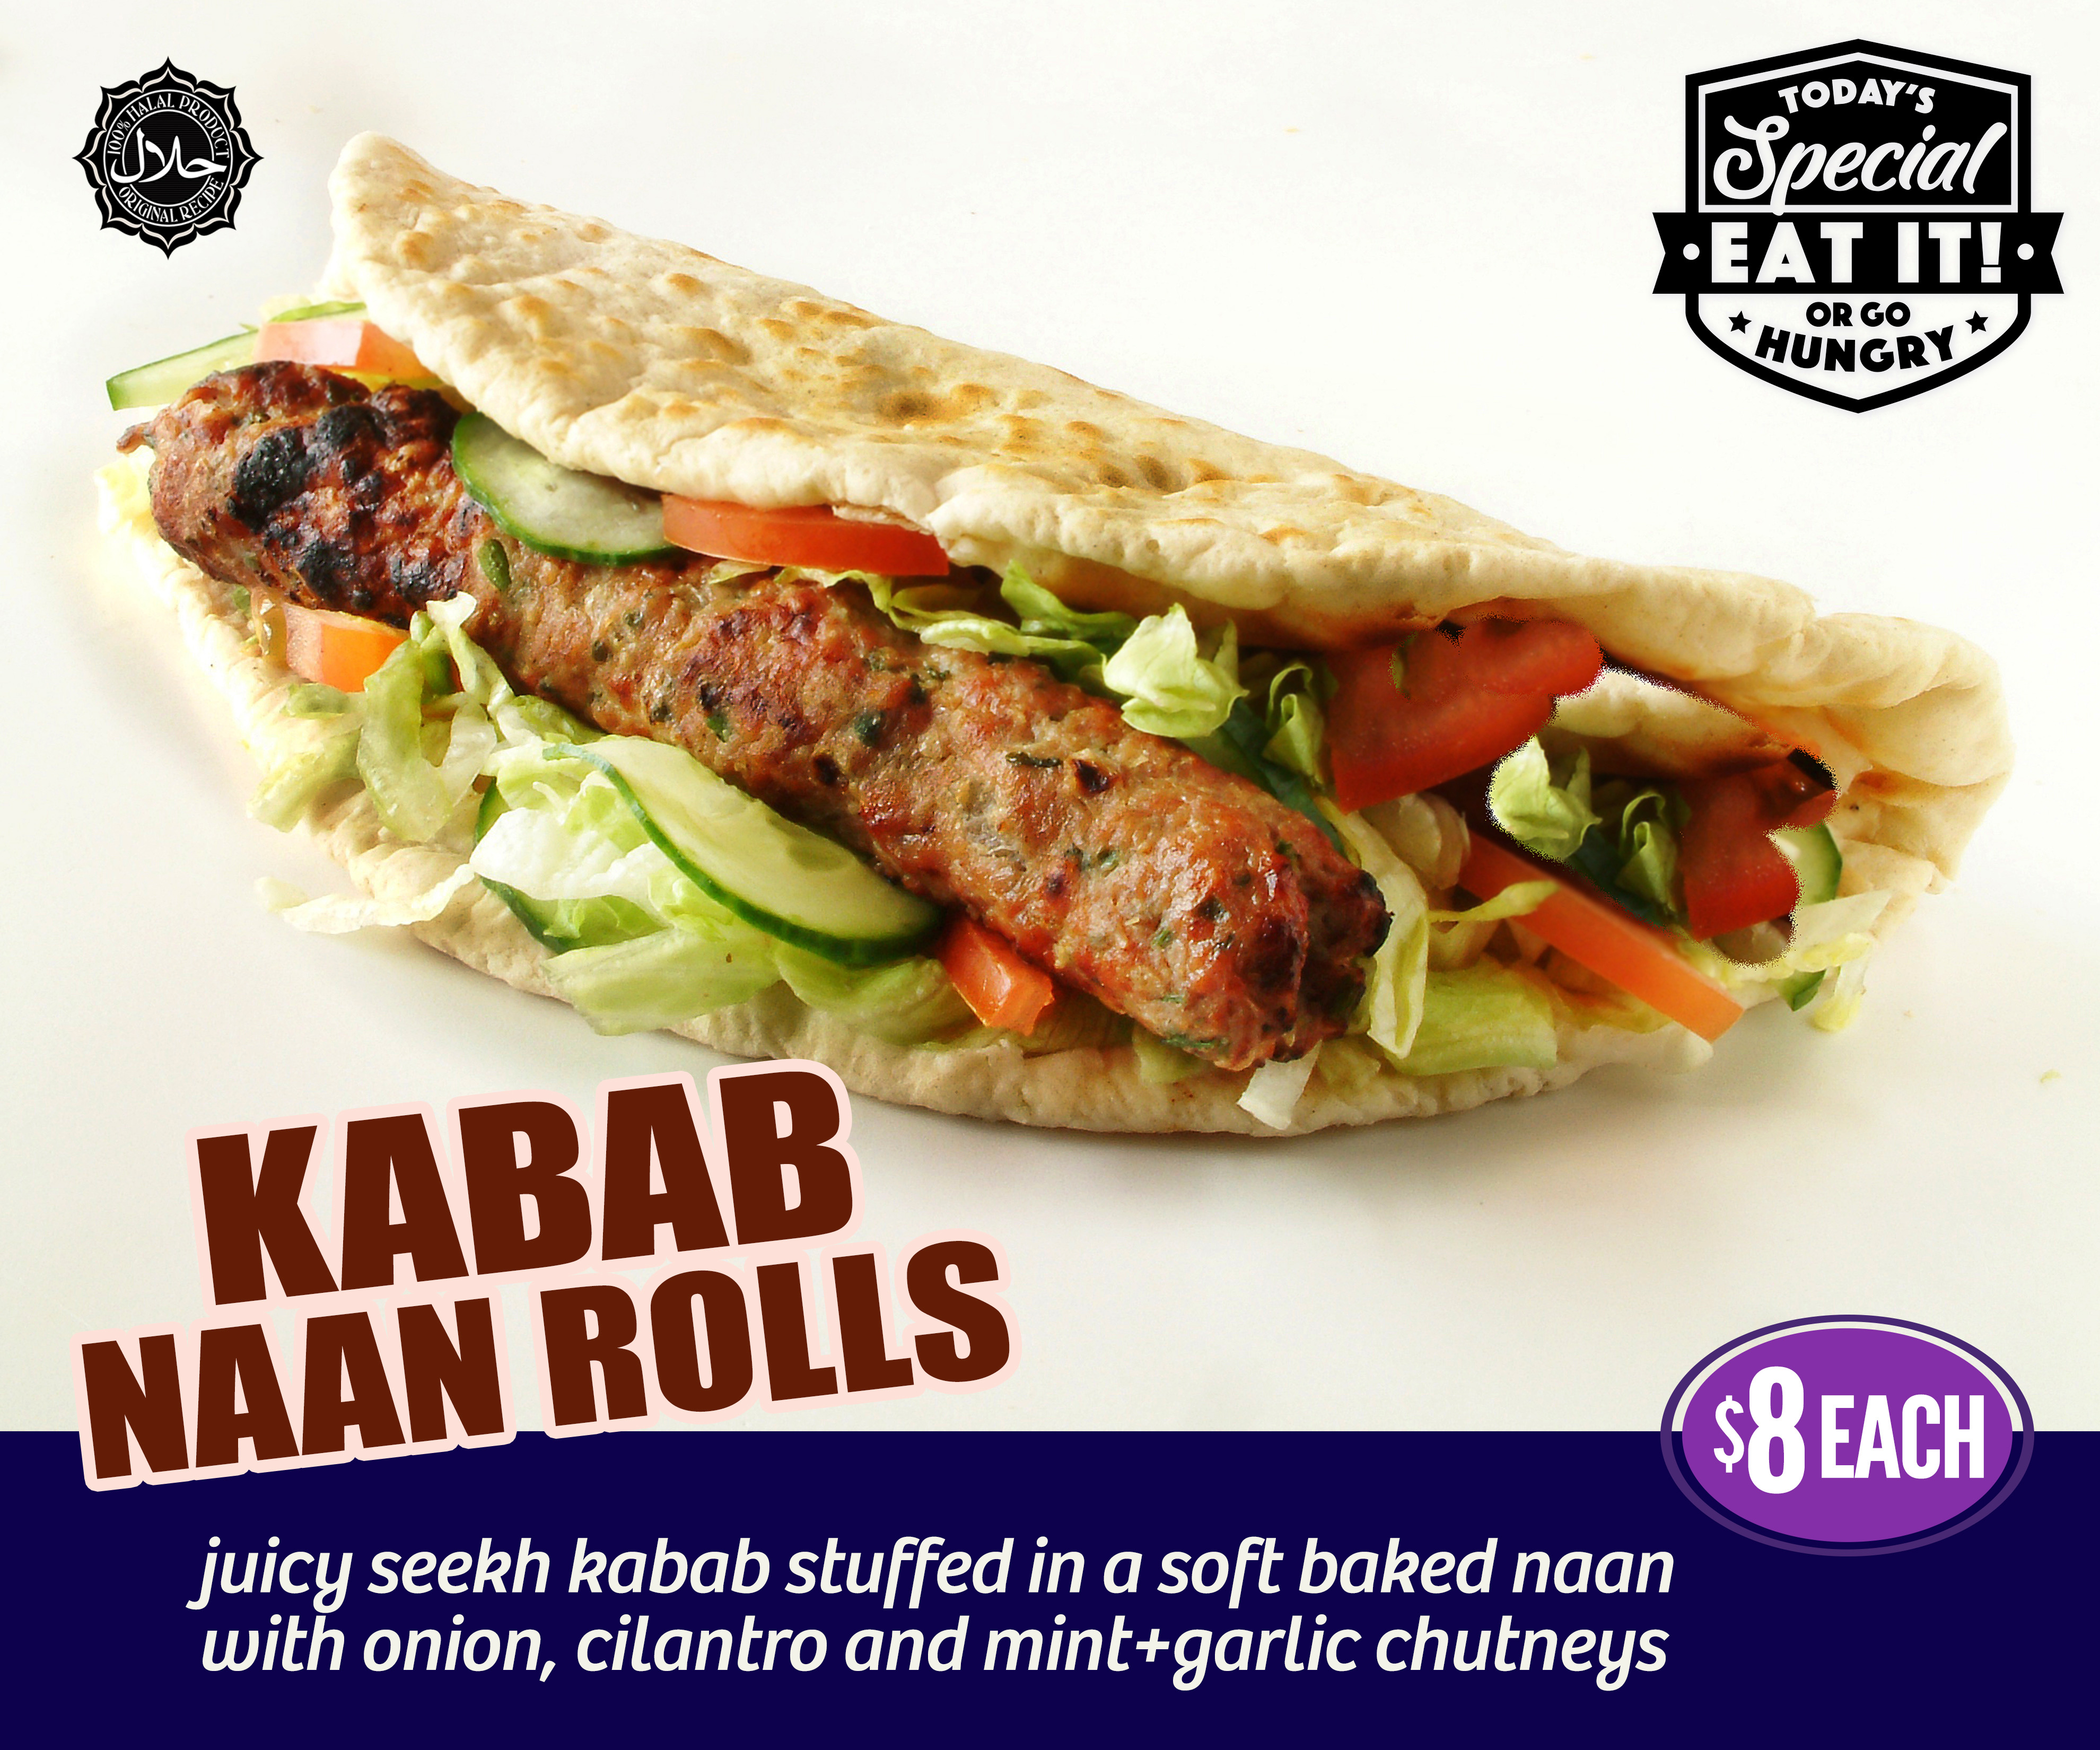 100% HALAL PRODUCT
حلال
ORIGINAL RECIPE
TODAY'S
Special
EAT IT!
OR GO
HUNGRY
KABAB
NAAN ROLLS
$8 EACH
juicy seekh kabab stuffed in a soft baked naan
with onion, cilantro and mint+garlic chutneys